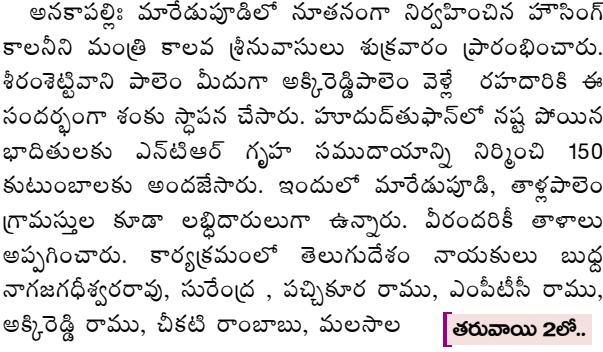 అనకాపల్లిః మారేడుపూడిలో నూతనంగా నిర్వహించిన హౌసింగ్
కాలనీని మంత్రి కాలవ శ్రీనువాసులు శుక్రవారం ప్రారంభించారు.
శీరంశెట్టివాని పాలెం మీదుగా అక్కిరెడ్డిపాలెం వెళ్లే రహదారికి ఈ
సందర్భంగా శంకు స్థాపన చేసారు. హూదుద్‌తుఫాన్‌లో నష్ట పోయిన
భాదితులకు ఎన్‌టిఆర్ గృహ సముదాయాన్ని నిర్మించి 150
కుటుంబాలకు అందజేసారు. ఇందులో మారేడుపూడి, తాళ్లపాలెం
గ్రామస్తుల కూడా లబ్ధిదారులుగా ఉన్నారు. వీరందరికీ తాళాలు
అప్పగించారు. కార్యక్రమంలో తెలుగుదేశం నాయకులు బుద్ద
నాగజగధీశ్వరరావు, సురేంద్ర , పచ్చికూర రాము, ఎంపీటీసీ రాము,
అక్కిరెడ్డి రాము, చీకటి రాంబాబు, మలసాల తరువాయి 2లో..